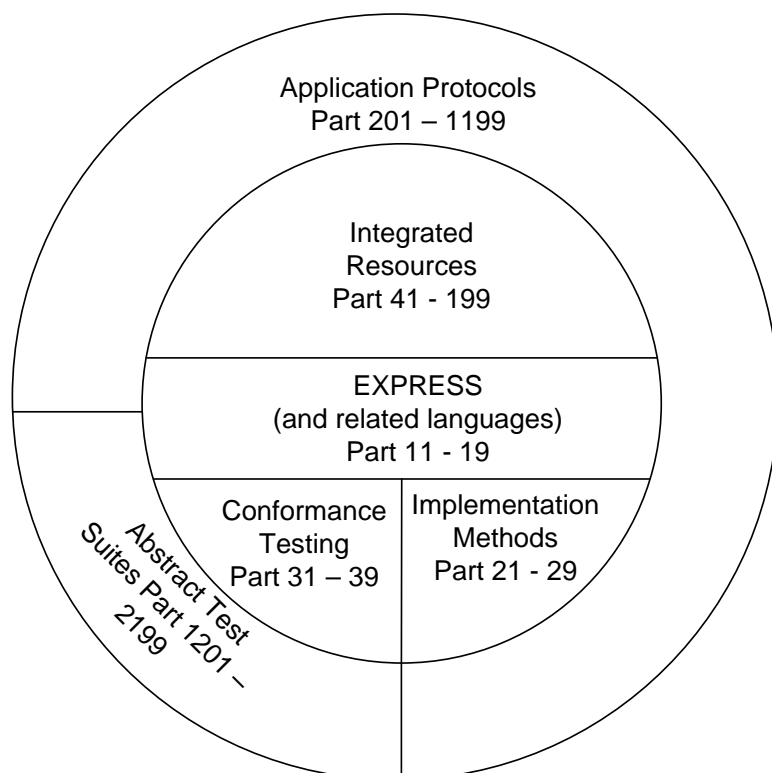 Application Protocols
Part 201 – 1199
Integrated
Resources
Part 41 - 199
EXPRESS
(and related languages)
Part 11 - 19
Conformance
Testing
Part 31 – 39
Implementation
Methods
Part 21 - 29
Abstract Test
Suites Part 1201 –
2199